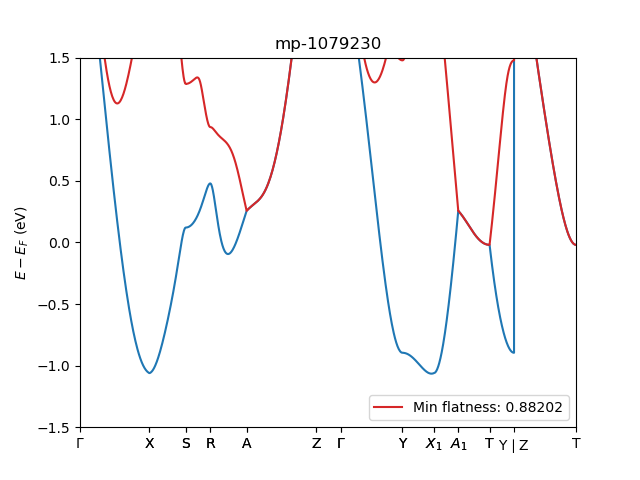 mp-1079230
E − E_F (eV)
1.5
1.0
0.5
0.0
−0.5
−1.0
−1.5
Min flatness: 0.88202
Γ X S R A Z Γ Y X₁ A₁ T Y | Z T